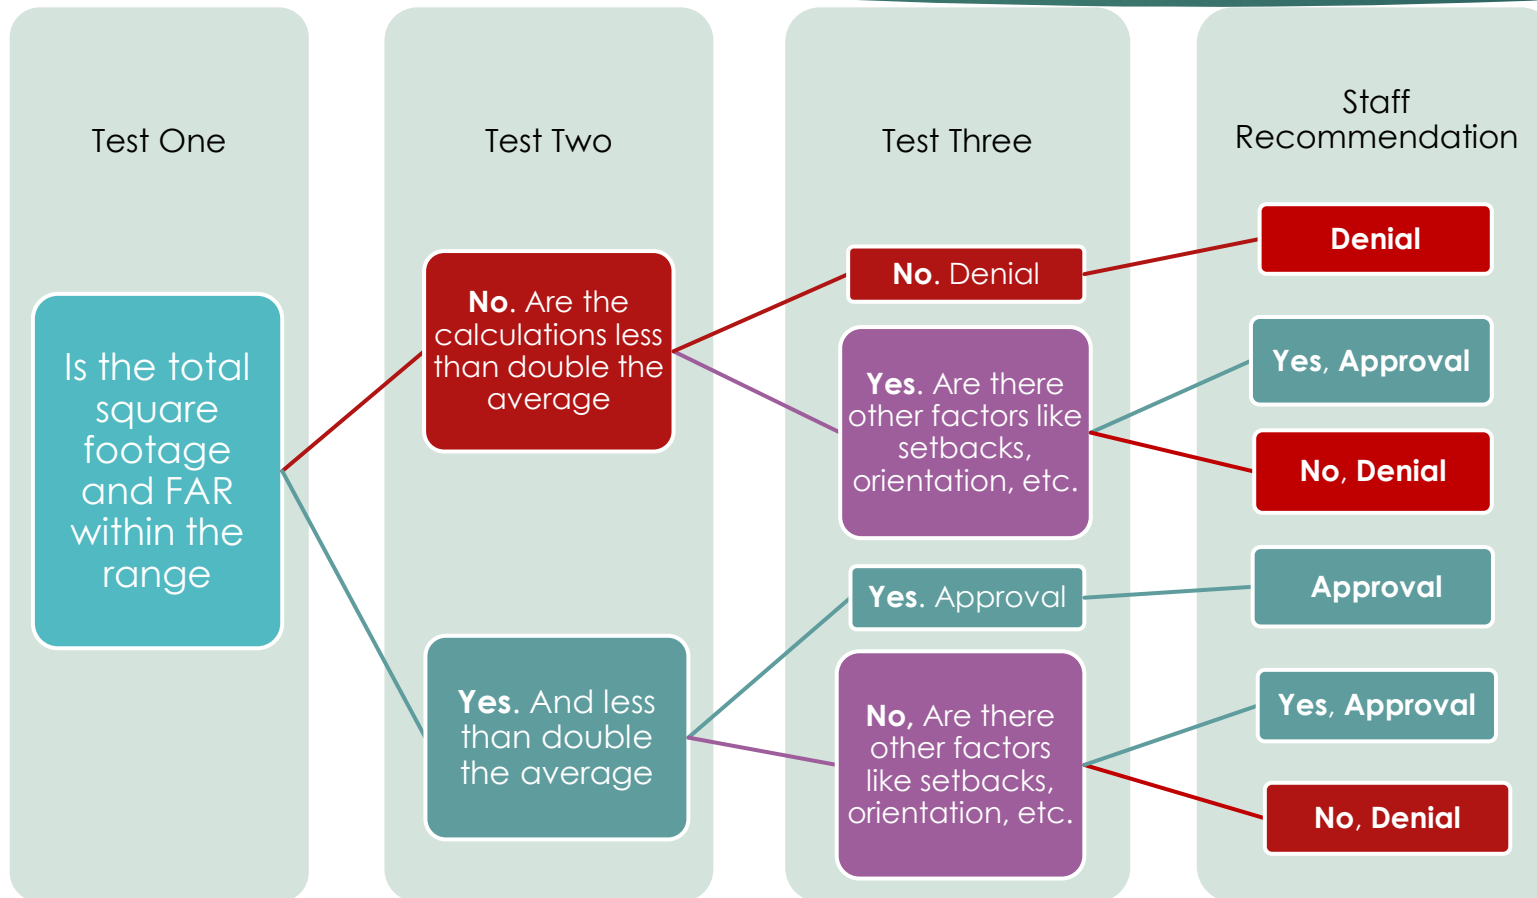 Test One
Is the total
square
footage
and FAR
within the
range
Test Two
No. Are the
calculations less
than double the
average
Yes. And less
than double
the average
Test Three
No. Denial
Yes. Are there
other factors like
setbacks,
orientation, etc.
Yes. Approval
No, Are there
other factors
like setbacks,
orientation, etc.
Staff
Recommendation
Denial
Yes, Approval
No, Denial
Approval
Yes, Approval
No, Denial